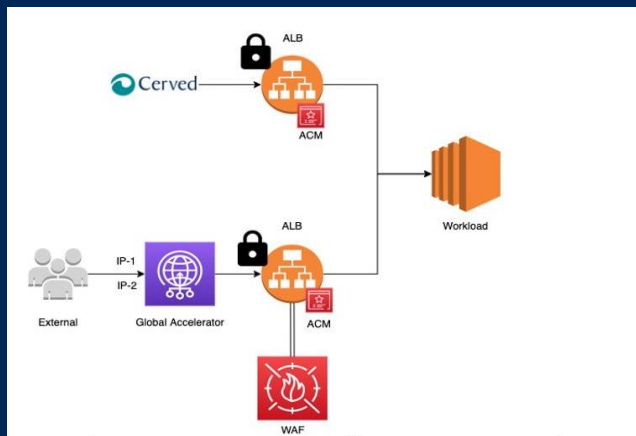 ALB
Cerved
ACM
Workload
ALB
IP-1
IP-2
External
Global Accelerator
ACM
WAF